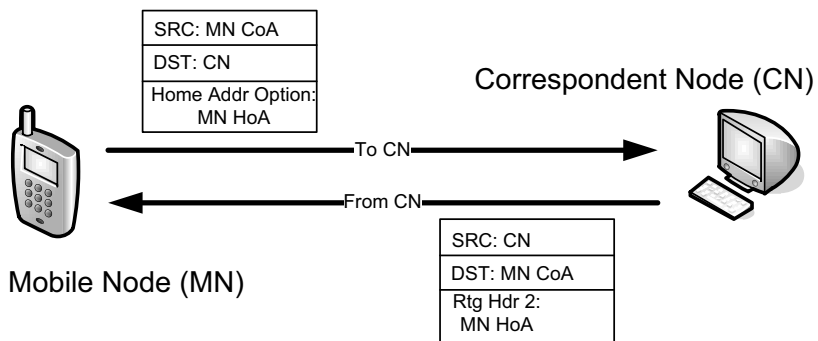 SRC: MN CoA
DST: CN
Home Addr Option:
MN HoA
Correspondent Node (CN)
To CN
From CN
Mobile Node (MN)
SRC: CN
DST: MN CoA
Rtg Hdr 2:
MN HoA